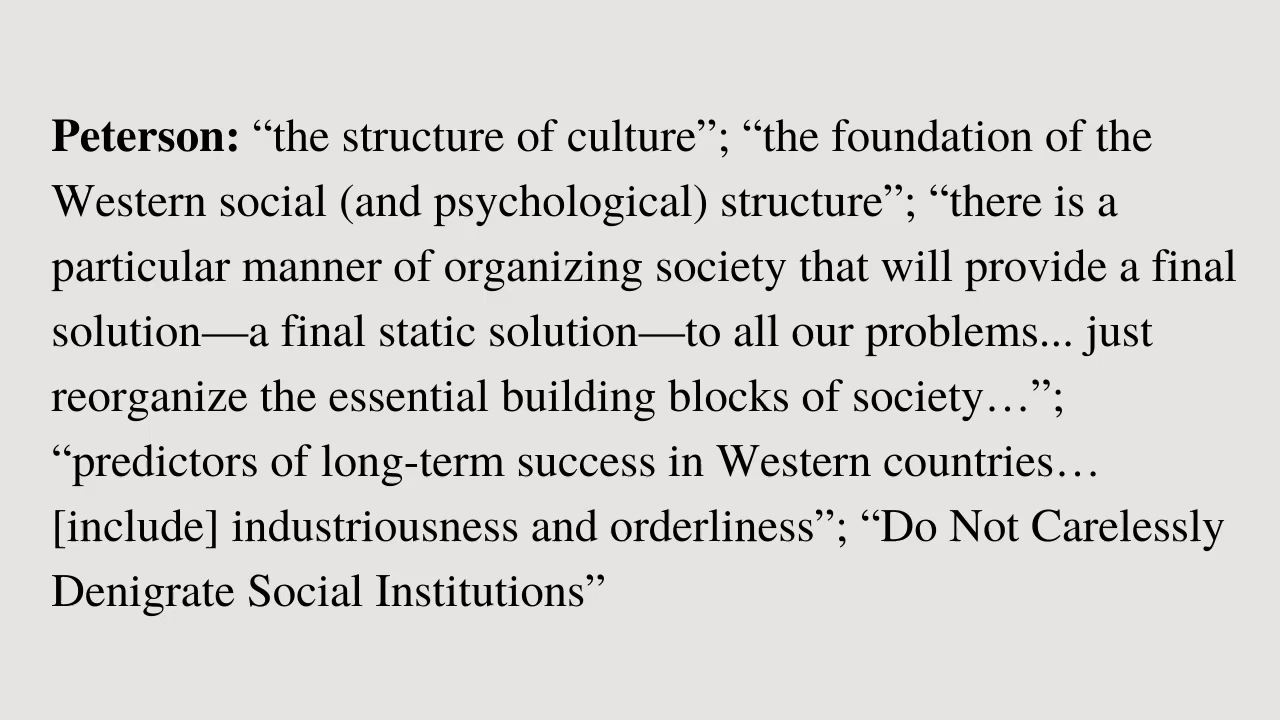 Peterson: “the structure of culture”; “the foundation of the
Western social (and psychological) structure”; “there is a
particular manner of organizing society that will provide a final
solution—a final static solution—to all our problems... just
reorganize the essential building blocks of society…”;
“predictors of long-term success in Western countries…
[include] industriousness and orderliness”; “Do Not Carelessly
Denigrate Social Institutions”